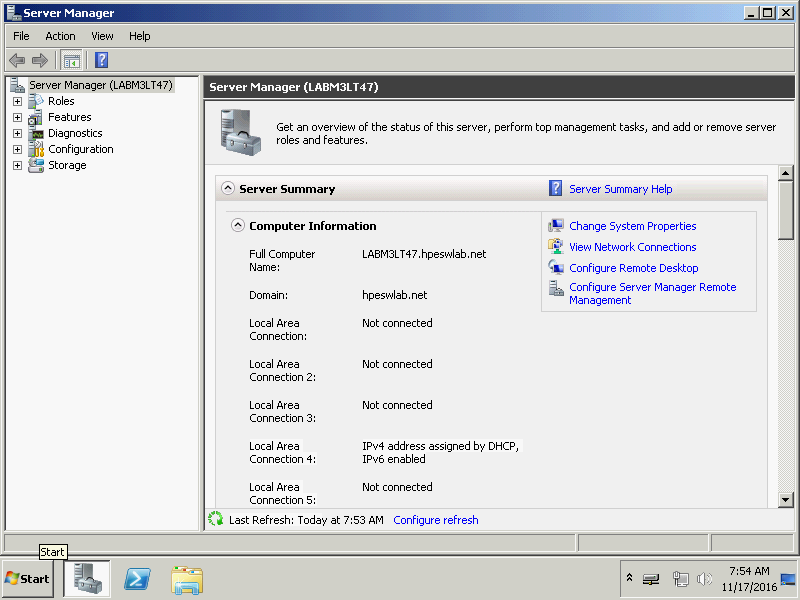 Server Manager
File Action View Help
Server Manager (LABM3LT47)
Roles
Features
Diagnostics
Configuration
Storage
Server Manager (LABM3LT47)
Get an overview of the status of this server, perform top management tasks, and add or remove server
roles and features.
Server Summary
Server Summary Help
Computer Information
Full Computer
Name:
LABM3LT47.hpeswlab.net
Domain:
hpeswlab.net
Local Area
Connection:
Not connected
Local Area
Connection 2:
Not connected
Local Area
Connection 3:
Not connected
Local Area
Connection 4:
IPv4 address assigned by DHCP,
IPv6 enabled
Local Area
Connection 5:
Not connected
Change System Properties
View Network Connections
Configure Remote Desktop
Configure Server Manager Remote
Management
Last Refresh: Today at 7:53 AM Configure refresh
Start
Start
7:54 AM
11/17/2016